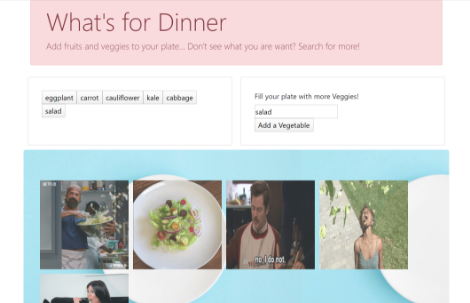 What's for Dinner
Add fruits and veggies to your plate... Don't see what you are want? Search for more!
eggplant carrot cauliflower kale cabbage
salad
Fill your plate with more Veggies!
salad
Add a Vegetable
no, I do not.